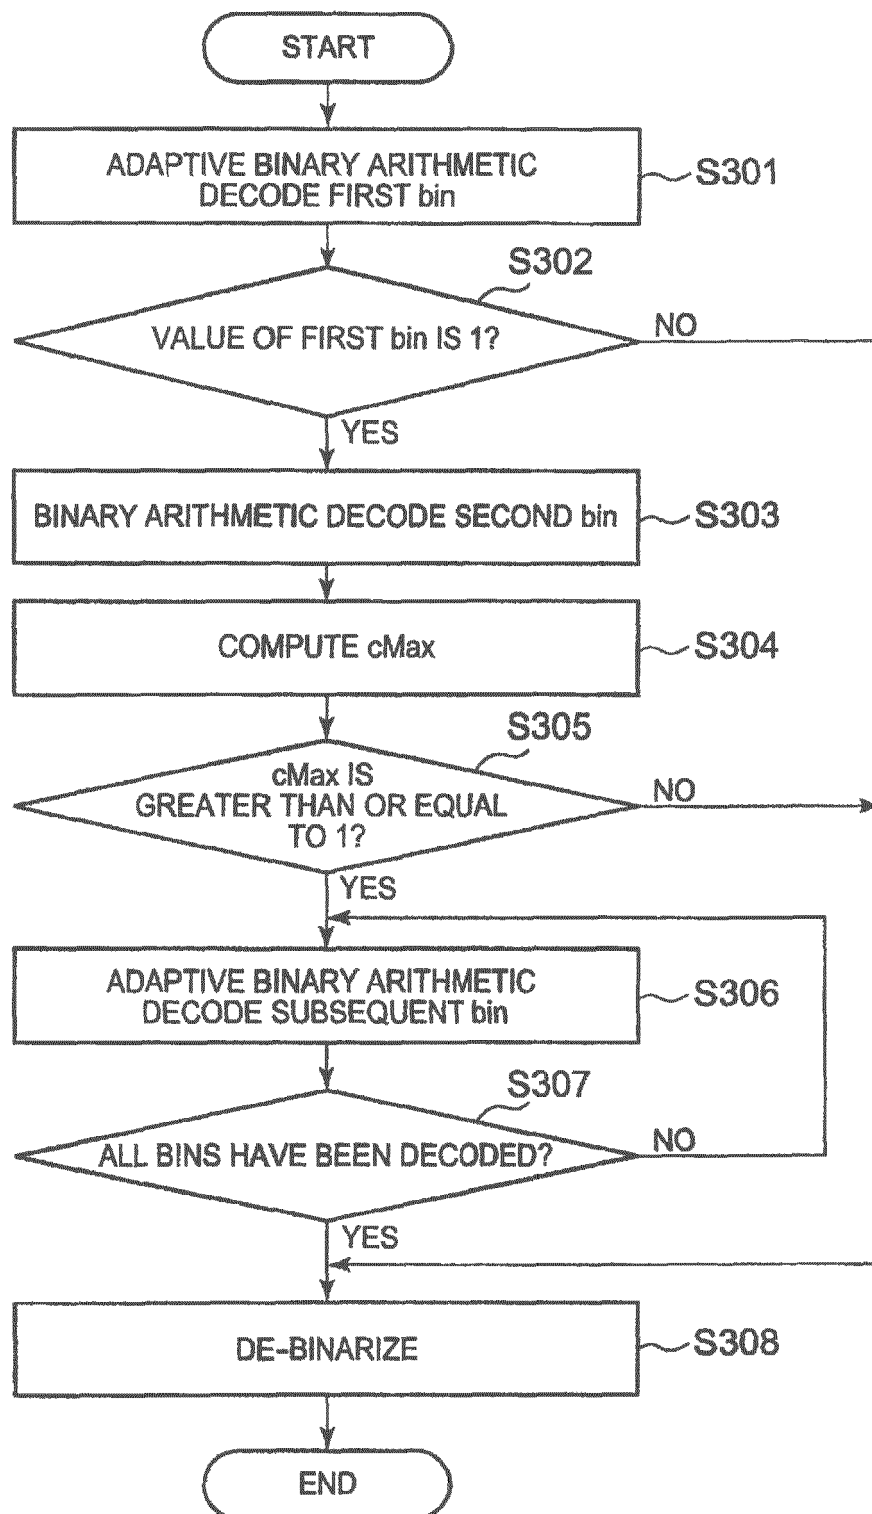 START
ADAPTIVE BINARY ARITHMETIC
DECODE FIRST bin
S301
S302
VALUE OF FIRST bin IS 1?
NO
YES
BINARY ARITHMETIC DECODE SECOND bin
S303
COMPUTE cMax
S304
S305
cMax IS
GREATER THAN OR EQUAL
TO 1?
NO
YES
ADAPTIVE BINARY ARITHMETIC
DECODE SUBSEQUENT bin
S306
S307
ALL BINS HAVE BEEN DECODED?
NO
YES
DE-BINARIZE
S308
END